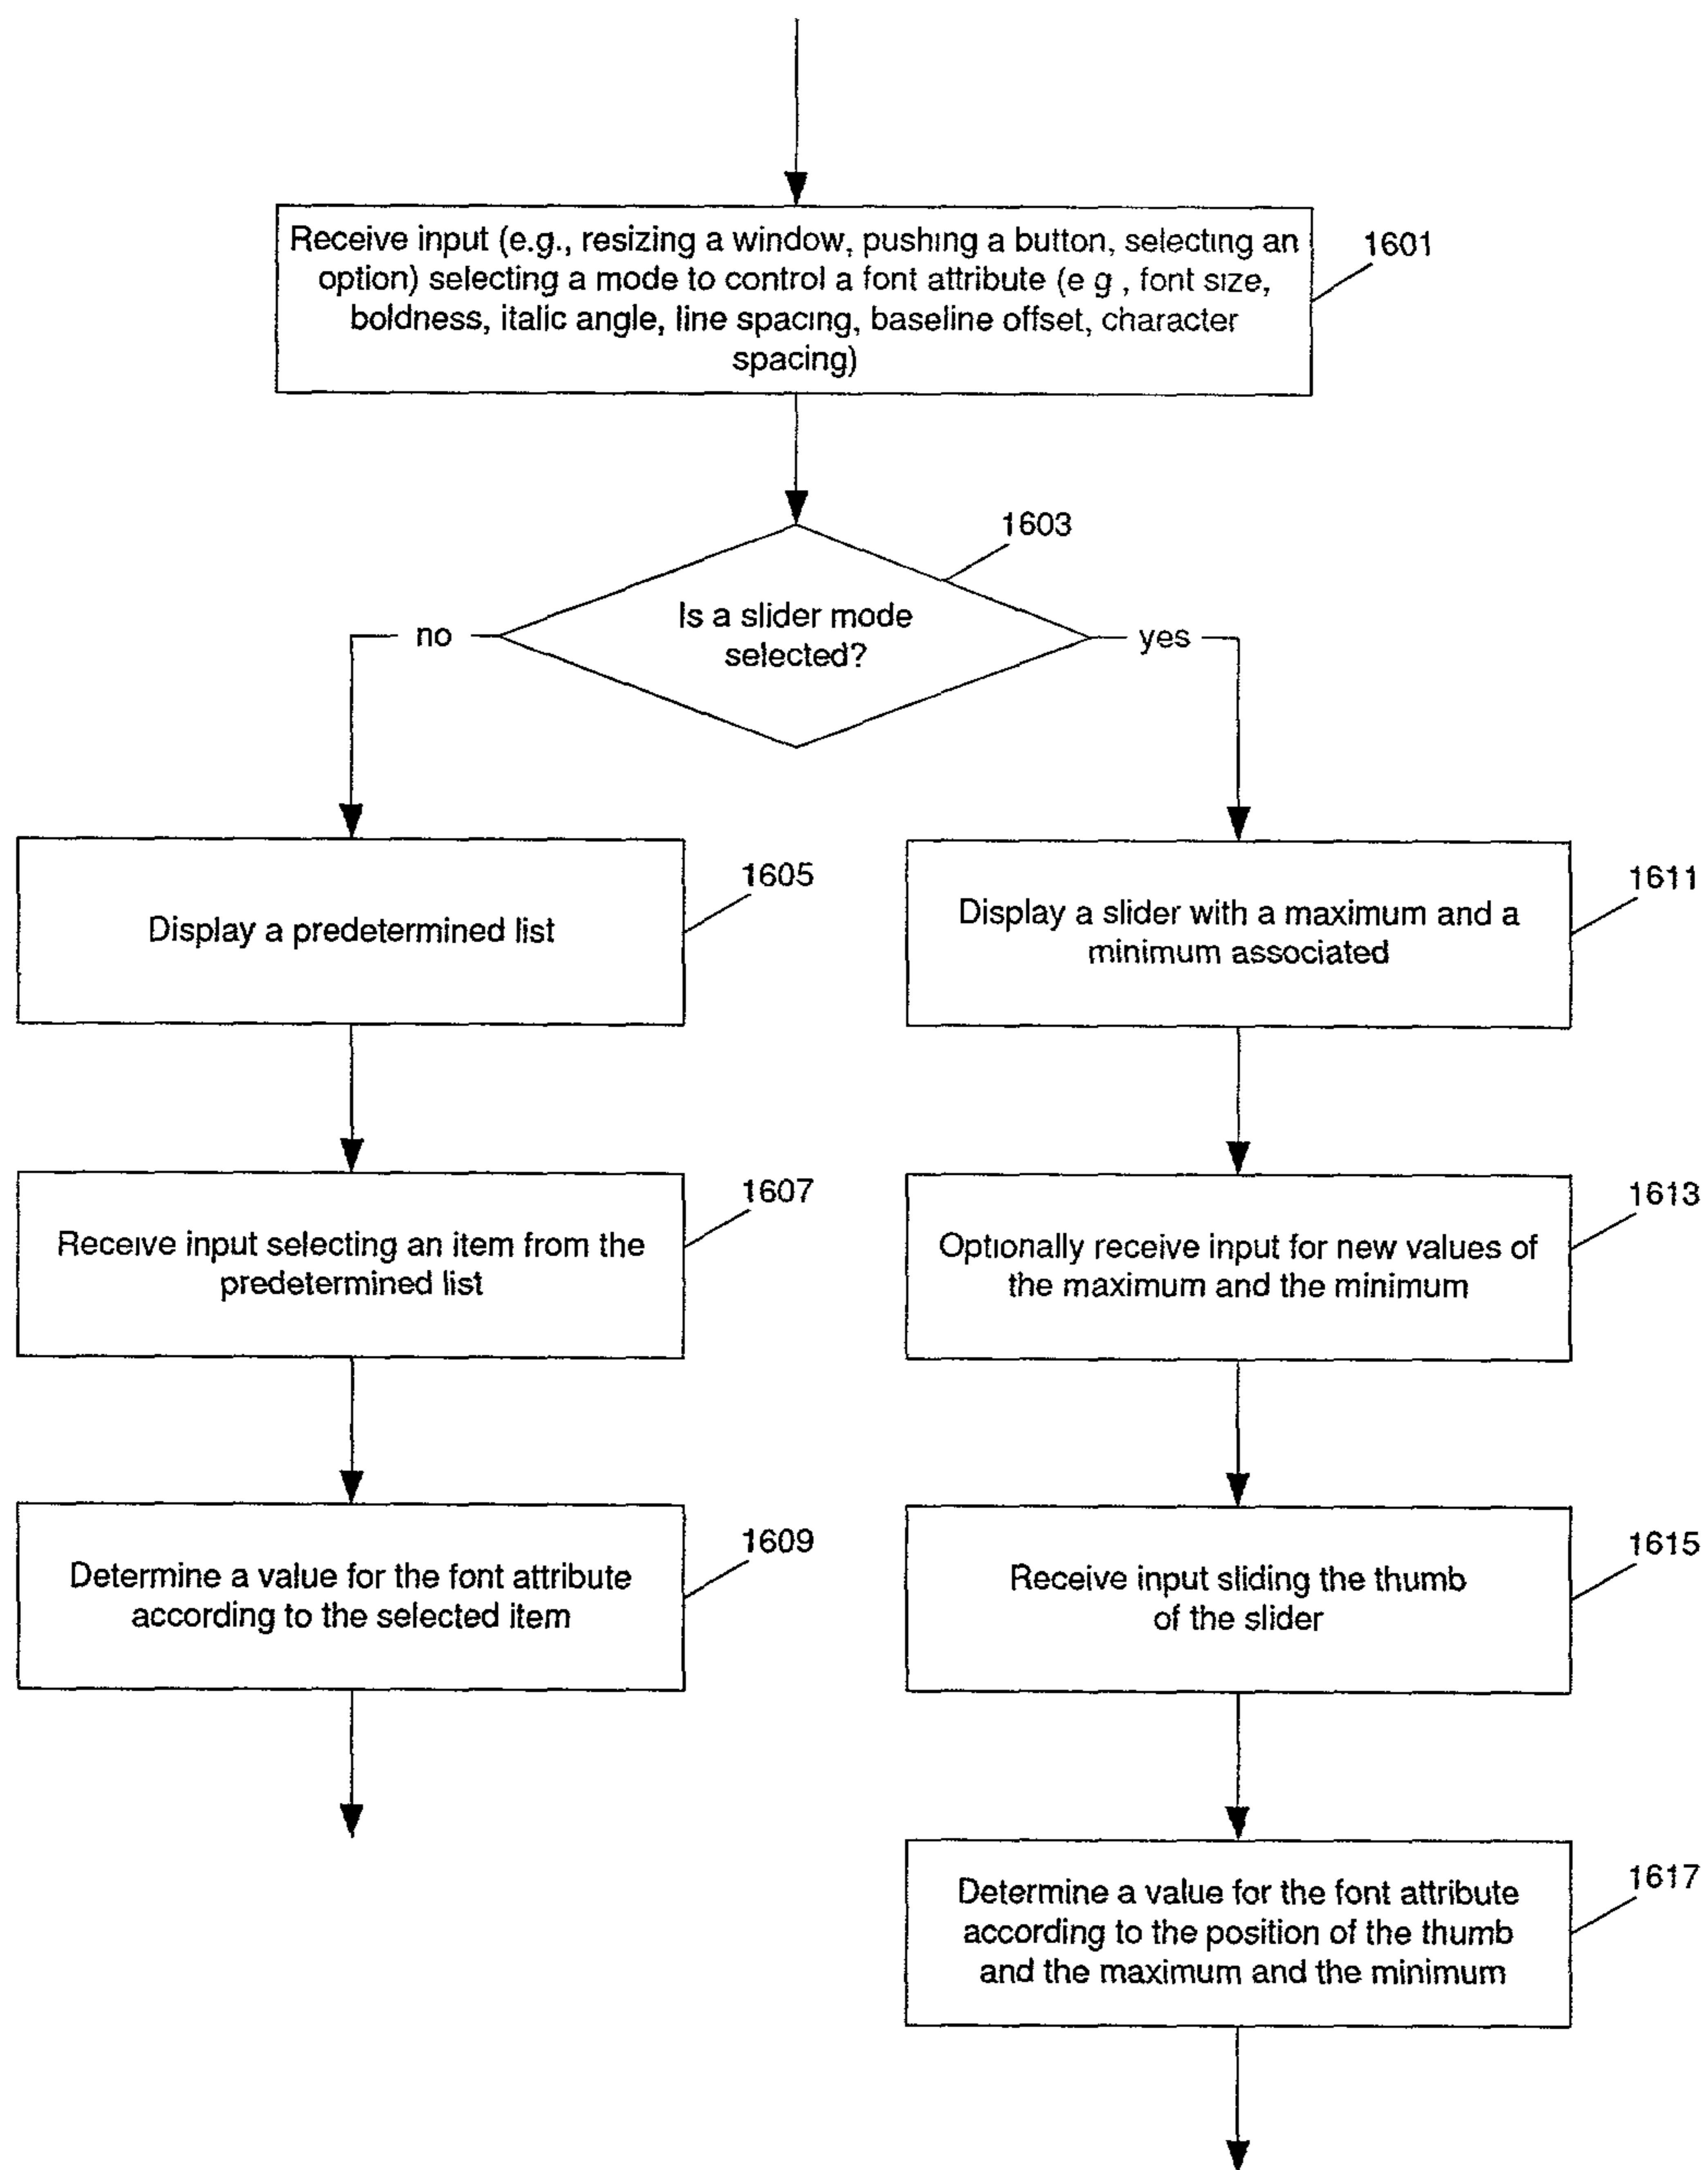 Receive input (e.g., resizing a window, pushing a button, selecting an
option) selecting a mode to control a font attribute (e g , font size,
boldness, italic angle, line spacing, baseline offset, character
spacing)
1601
1603
Is a slider mode
selected?
no
yes
1605
Display a predetermined list
1611
Display a slider with a maximum and a
minimum associated
1607
Receive input selecting an item from the
predetermined list
1613
Optionally receive input for new values of
the maximum and the minimum
1609
Determine a value for the font attribute
according to the selected item
1615
Receive input sliding the thumb
of the slider
1617
Determine a value for the font attribute
according to the position of the thumb
and the maximum and the minimum